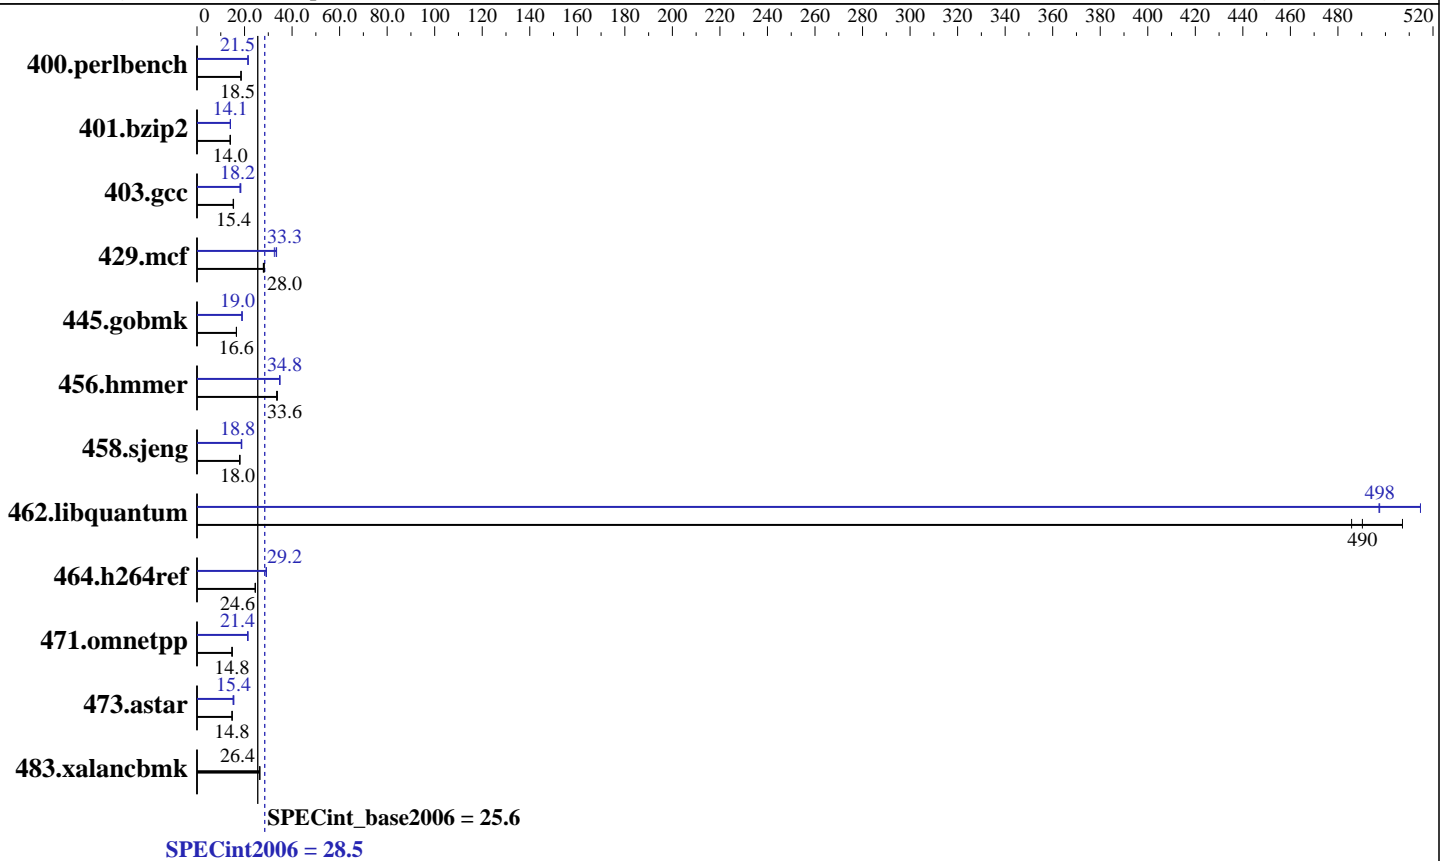 0 20.0 40.0 60.0 80.0 100 120 140 160 180 200 220 240 260 280 300 320 340 360 380 400 420 440 460 480 520
21.5
400.perlbench
18.5
14.1
401.bzip2
14.0
18.2
403.gcc
15.4
33.3
429.mcf
28.0
19.0
445.gobmk
16.6
34.8
456.hmmer
33.6
18.8
458.sjeng
18.0
498
462.libquantum
490
29.2
464.h264ref
24.6
21.4
471.omnetpp
14.8
15.4
473.astar
14.8
26.4
483.xalancbmk
SPECint_base2006 = 25.6
SPECint2006 = 28.5